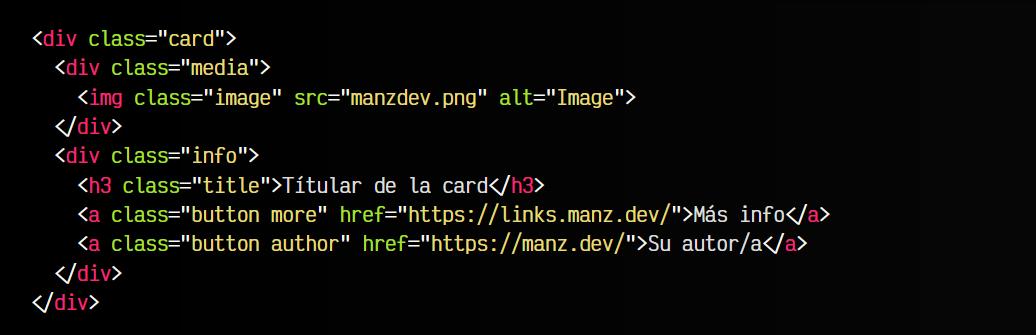 <div class="card">
  <div class="media">
    <img class="image" src="manzdev.png" alt="Image">
  </div>
  <div class="info">
    <h3 class="title">Títular de la card</h3>
    <a class="button more" href="https://links.manz.dev/">Más info</a>
    <a class="button author" href="https://manz.dev/">Su autor/a</a>
  </div>
</div>